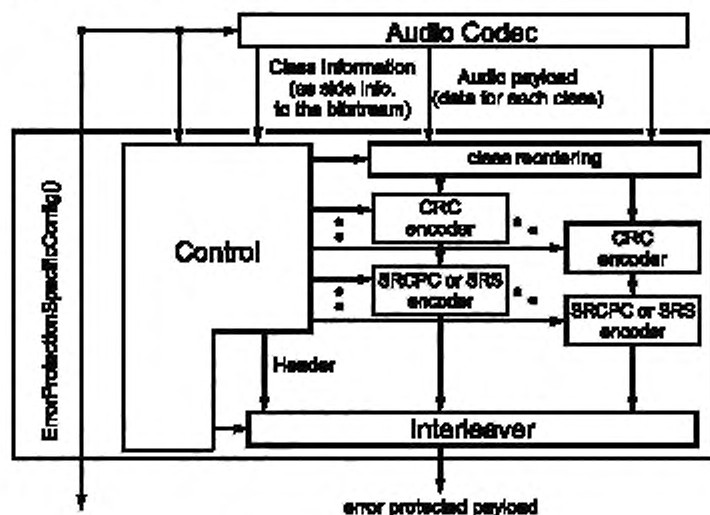 Audio Codec
Class Information
(as side info.
to the bitstream)
Audio payload
(data for each class)
ErrorProtectionSpecificConfig()
class reordering
Control
CRC
encoder
CRC
encoder
SRCPC or SRS
encoder
SRCPC or SRS
encoder
Header
Interleaver
error protected payload